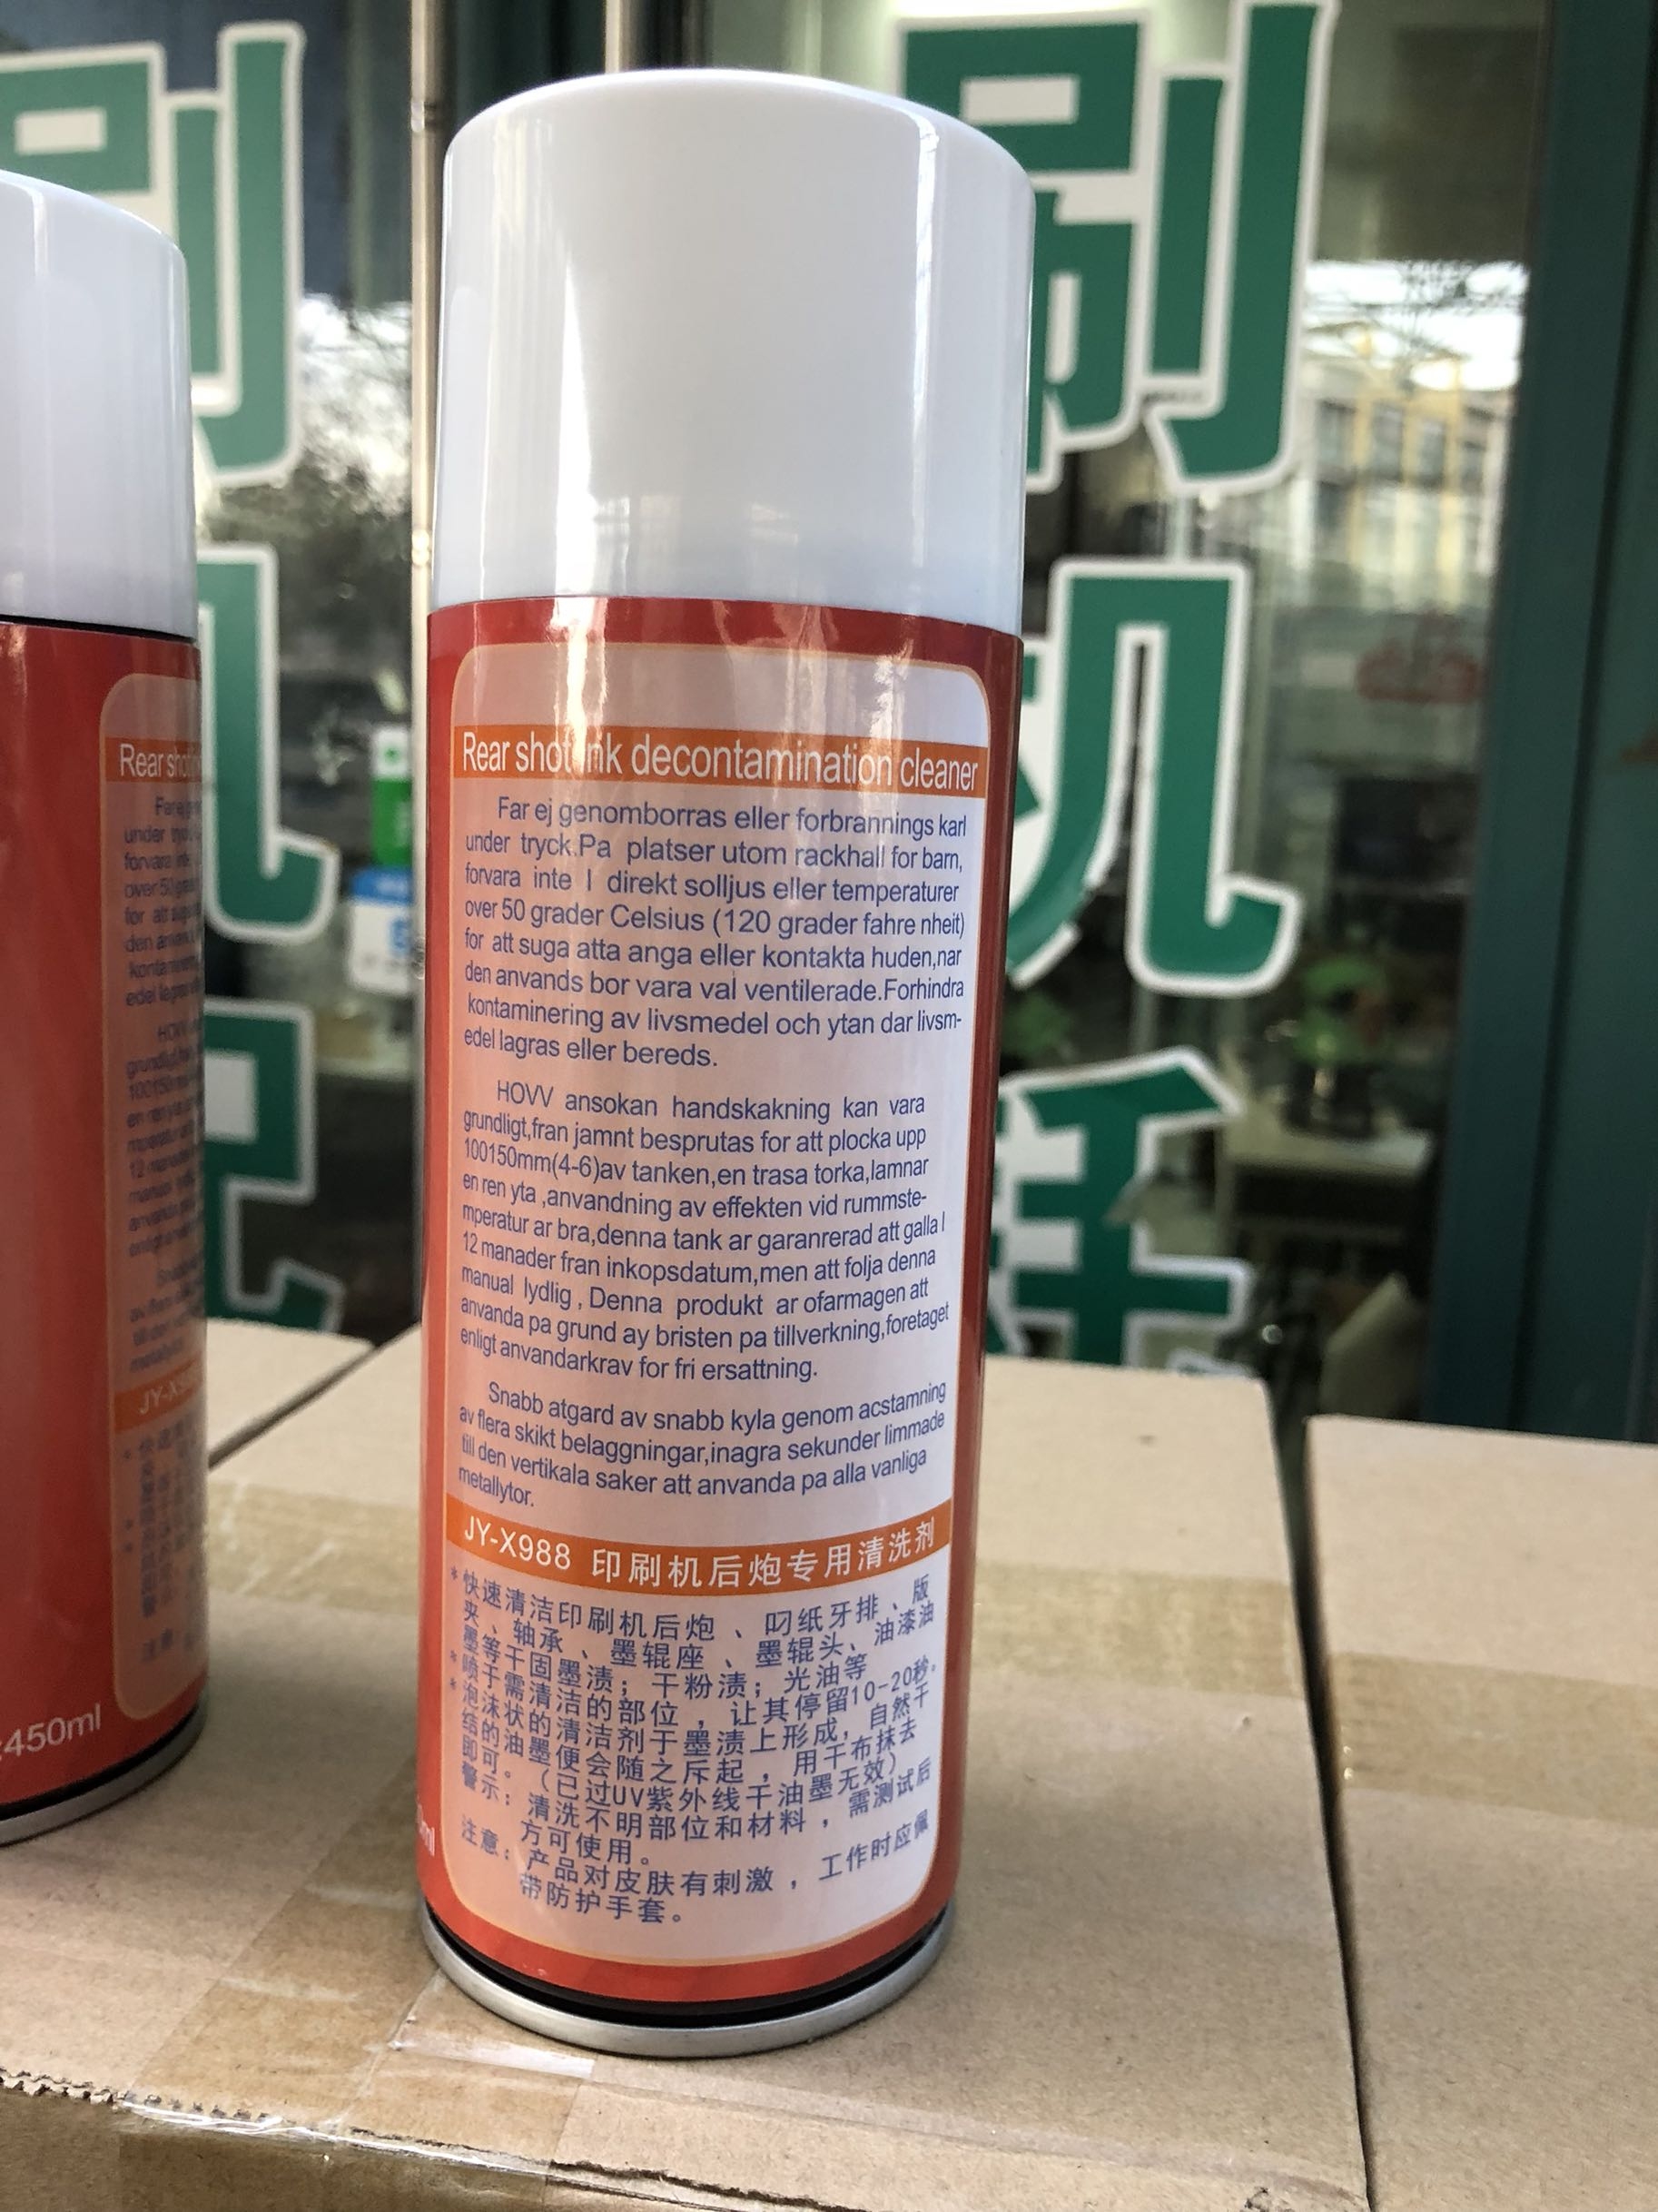 刷
刷
机
机
Rear shot ink decontamination cleaner
Far ej genomborras eller forbrannings karl
under tryck.Pa platser utom rackhall for barn,
forvara inte I direkt solljus eller temperaturer
over 50 grader Celsius (120 grader fahre nheit)
for att suga atta anga eller kontakta huden,nar
den anvands bor vara val ventilerade.Forhindra
kontaminering av livsmedel och ytan dar livsm-
edel lagras eller bereds.
HOVV ansokan handskakning kan vara
grundligt,fran jamnt besprutas for att plocka upp
100150mm(4-6)av tanken,en trasa torka,lamnar
en ren yta ,anvandning av effekten vid rummste-
mperatur ar bra,denna tank ar garanrerad att galla I
12 manader fran inkopsdatum,men att folja denna
manual lydlig , Denna produkt ar ofarmagen att
anvanda pa grund ay bristen pa tillverkning,foretaget
enligt anvandarkrav for fri ersattning.
Snabb atgard av snabb kyla genom acstamning
av flera skikt belaggningar,inagra sekunder limmade
till den vertikala saker att anvanda pa alla vanliga
metallytor.
JY-X988 印刷机后炮专用清洗剂
*快速清洁印刷机后炮 、 叼纸牙排 、版
夹 、轴承 、墨辊座 、墨辊头、油漆油
墨等干固墨渍；干粉渍；光油等
*喷于需清洁的部位 ，让其停留10-20秒.
*泡沫状的清洁剂于墨渍上形成，自然干
结的油墨便会随之斥起 ，用干布抹去
即可。（已过UV紫外线干油墨无效）
警示：清洗不明部位和材料 ，需测试后
方可使用 。
注意：产品对皮肤有刺激 ，工作时应佩
带防护手套 。
Rear shot ink
JY-X9
:450ml
ml